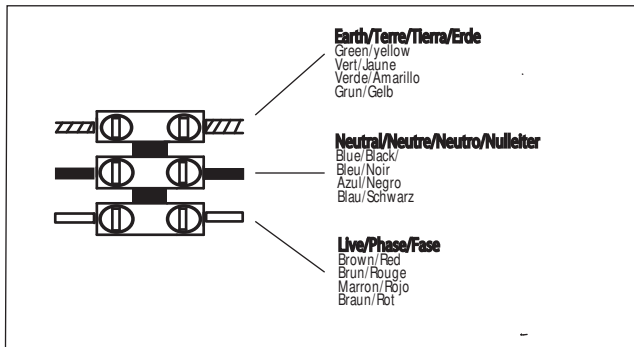 Earth/Terre/Tierra/Erde
Green/yellow
Vert/Jaune
Verde/Amarillo
Grun/Gelb
Neutral/Neutre/Neutro/Nulleiter
Blue/Black/
Bleu/Noir
Azul/Negro
Blau/Schwarz
Live/Phase/Fase
Brown/Red
Brun/Rouge
Marron/Rojo
Braun/Rot